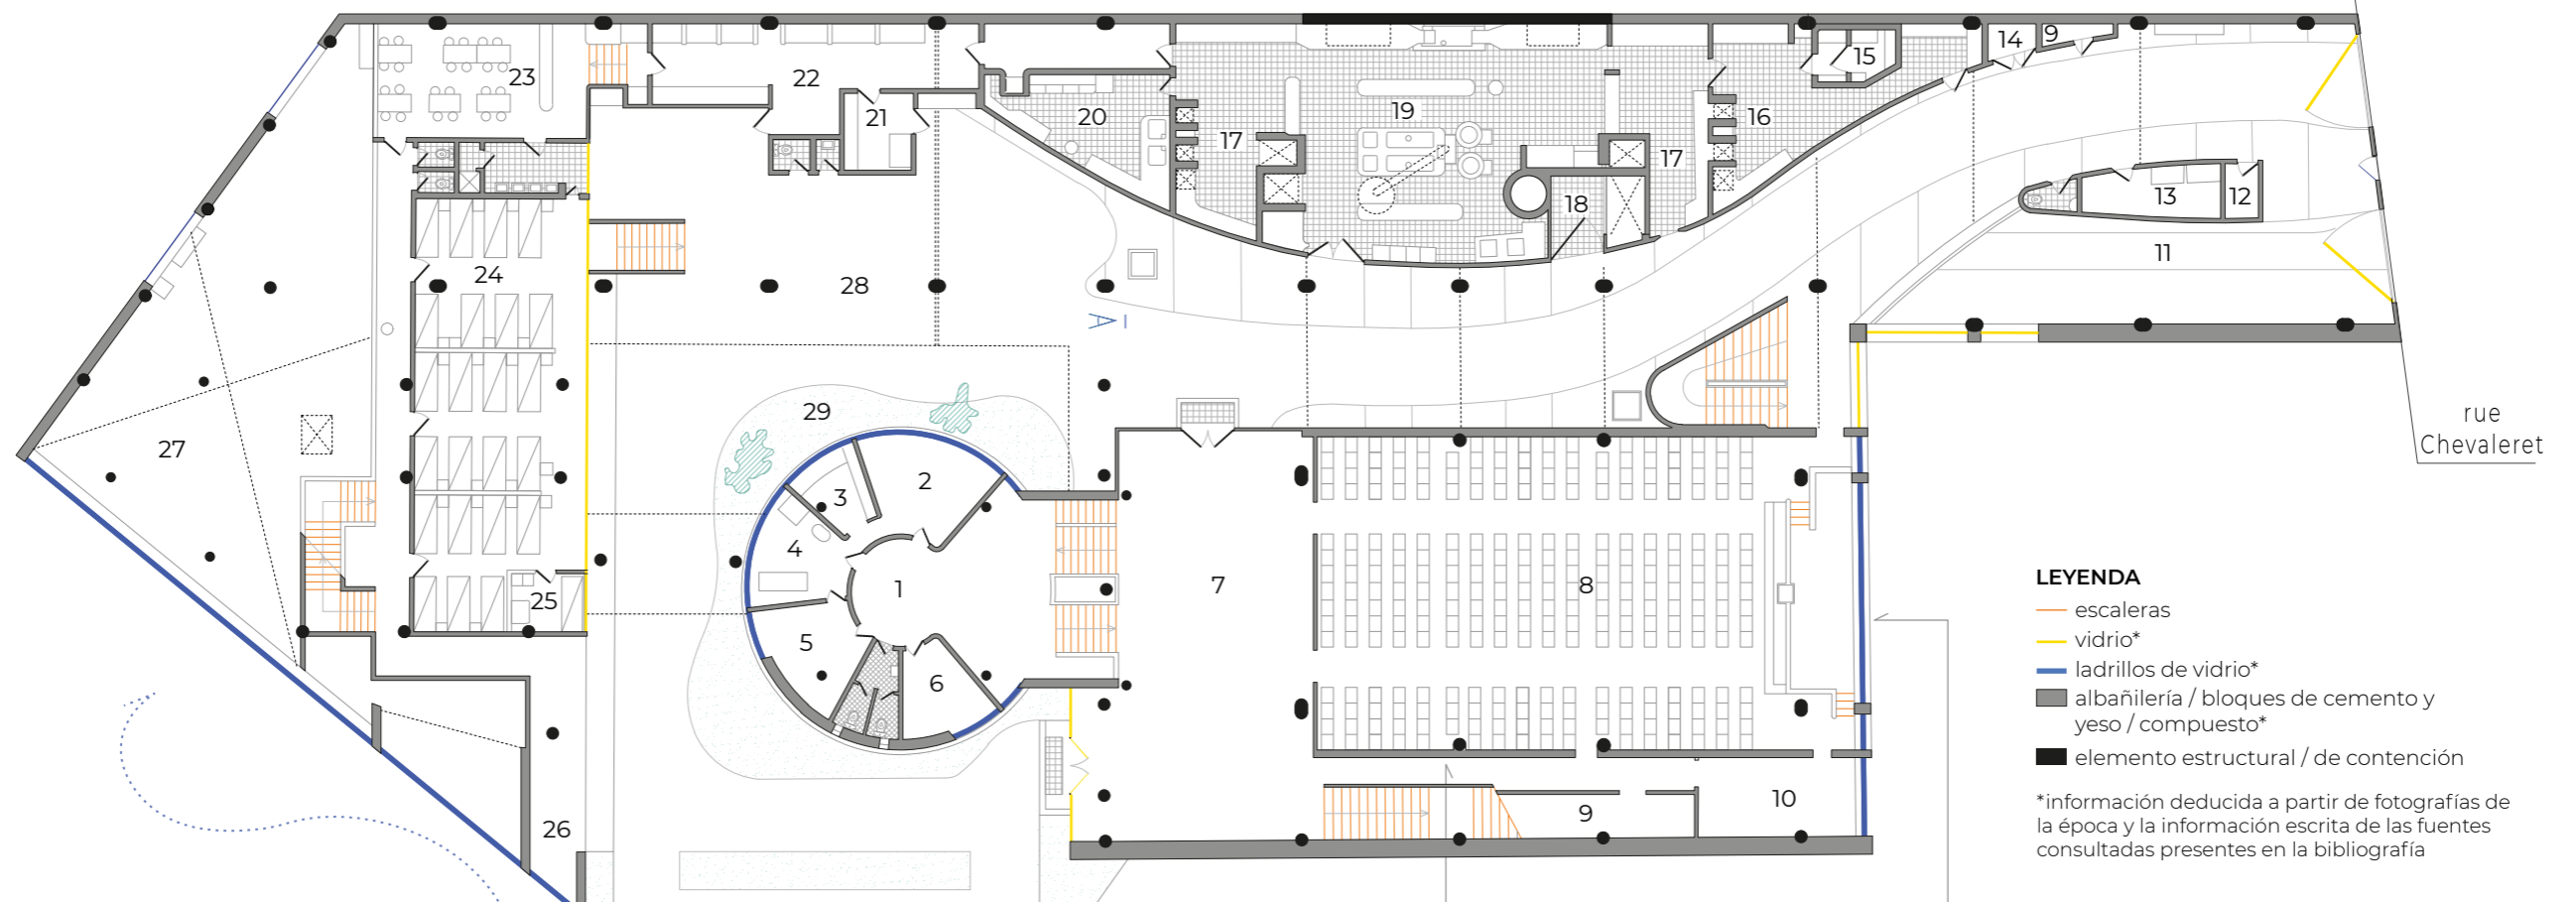 14
9
15
23
22
21
20
19
16
17
17
18
13
12
11
24
28
A
29
27
2
3
4
1
5
6
7
8
25
26
9
10
rue
Chevaleret
LEYENDA
escaleras
vidrio*
ladrillos de vidrio*
albañilería / bloques de cemento y
yeso / compuesto*
elemento estructural / de contención
*información deducida a partir de fotografías de
la época y la información escrita de las fuentes
consultadas presentes en la bibliografía